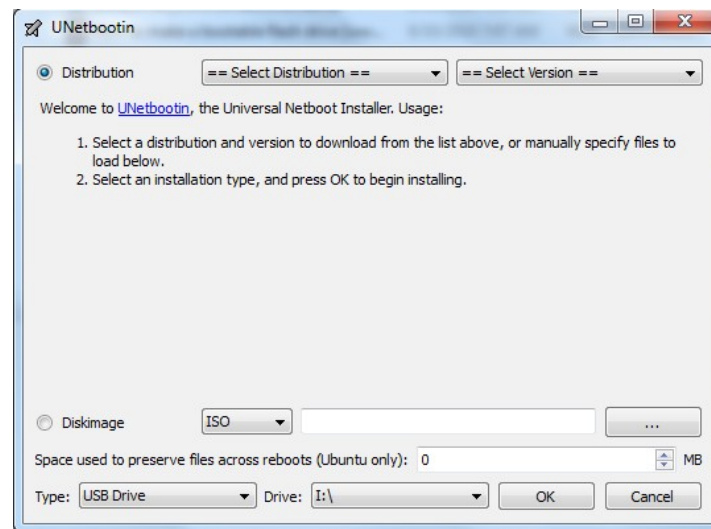 UNetbootin
Distribution == Select Distribution == == Select Version ==
Welcome to UNetbootin, the Universal Netboot Installer. Usage:
1. Select a distribution and version to download from the list above, or manually specify files to
load below.
2. Select an installation type, and press OK to begin installing.
Diskimage ISO ...
Space used to preserve files across reboots (Ubuntu only): 0 MB
Type: USB Drive Drive: I:\ OK Cancel